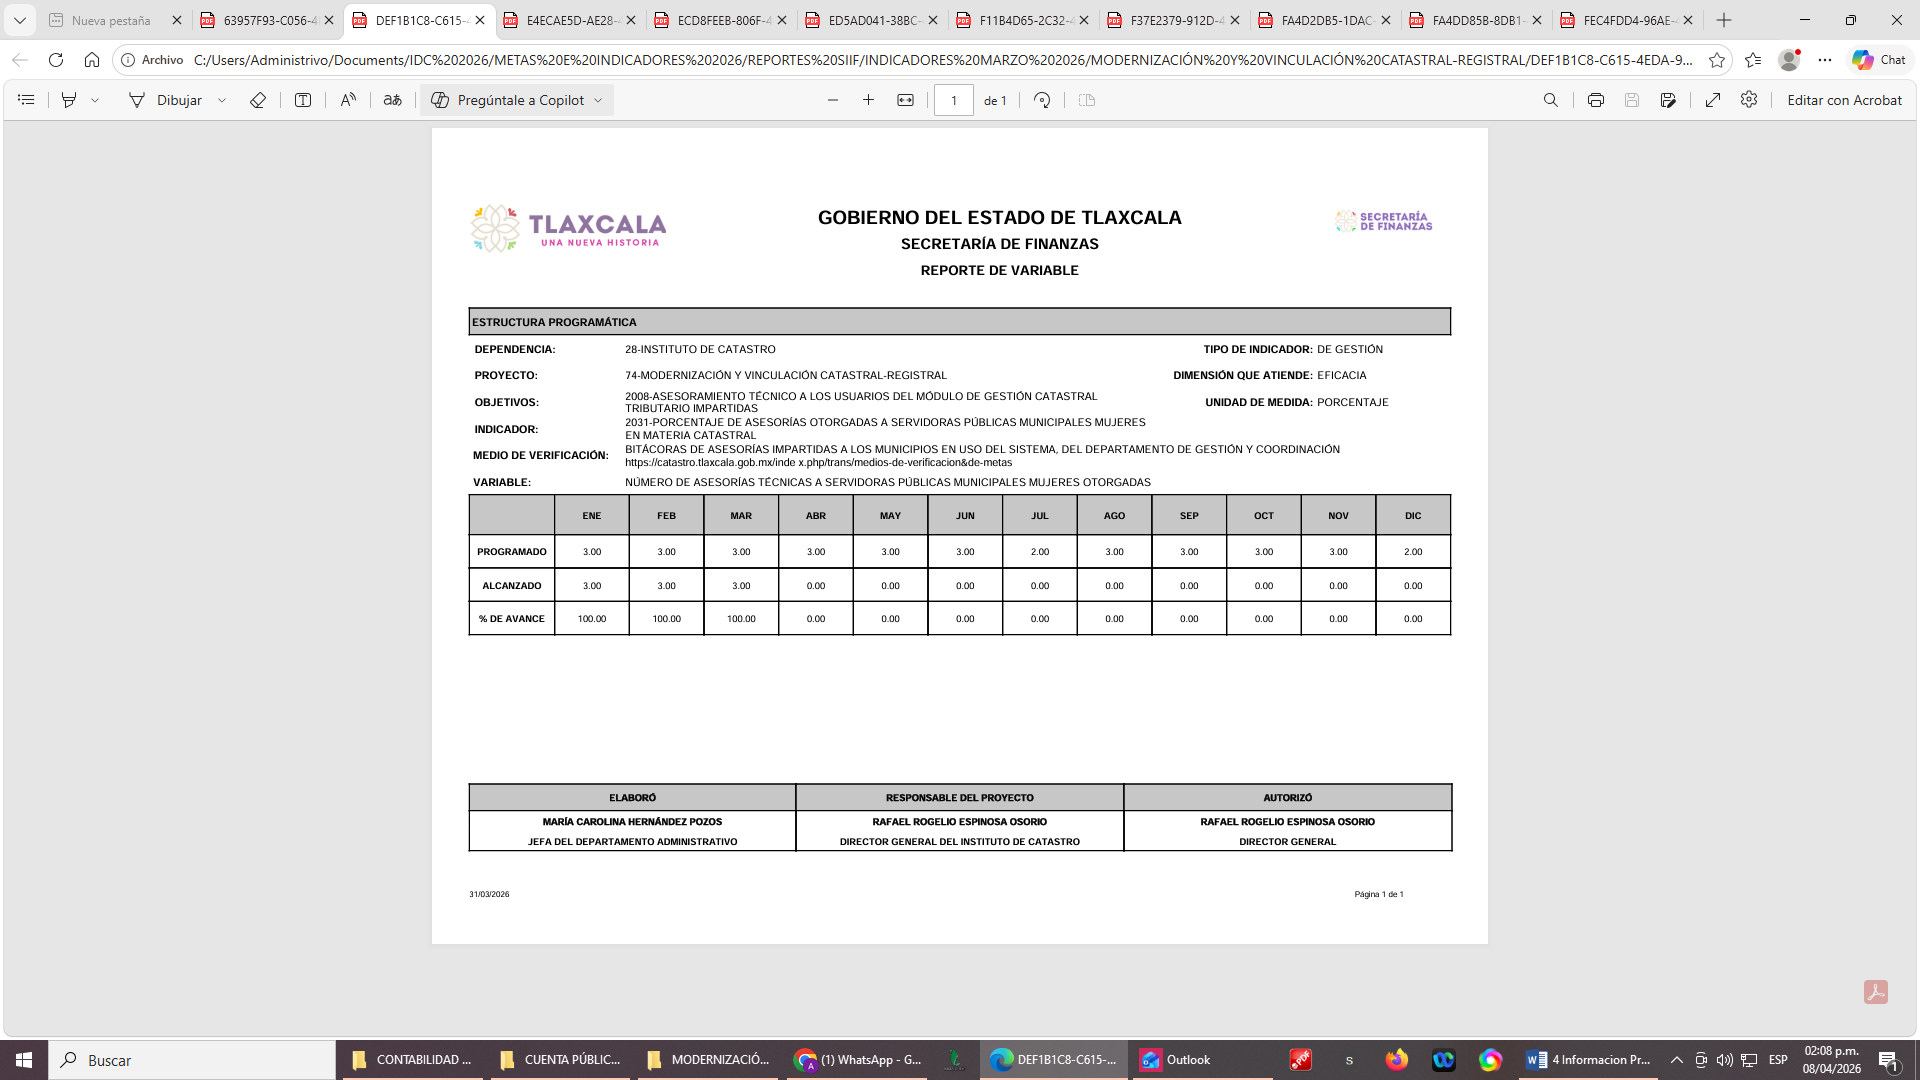 Nueva pestaña
63957F93-C056-4
DEF1B1C8-C615-4
E4ECAE5D-AE28-4
ECD8FEEB-806F-4
ED5AD041-38BC-
F11B4D65-2C32-4
F37E2379-912D-4
FA4D2DB5-1DAC-
FA4DD85B-8DB1-
FEC4FDD4-96AE-
Archivo C:/Users/Administrivo/Documents/IDC%202026/METAS%20E%20INDICADORES%202026/REPORTES%20SIIF/INDICADORES%20MARZO%202026/MODERNIZACIÓN%20Y%20VINCULACIÓN%20CATASTRAL-REGISTRAL/DEF1B1C8-C615-4EDA-9... Chat
Dibujar Pregúntale a Copilot 1 de 1 Editar con Acrobat
TLAXCALA
UNA NUEVA HISTORIA
GOBIERNO DEL ESTADO DE TLAXCALA
SECRETARÍA DE FINANZAS
REPORTE DE VARIABLE
SECRETARÍA
DE FINANZAS
ESTRUCTURA PROGRAMÁTICA
DEPENDENCIA: 28-INSTITUTO DE CATASTRO TIPO DE INDICADOR: DE GESTIÓN
PROYECTO: 74-MODERNIZACIÓN Y VINCULACIÓN CATASTRAL-REGISTRAL DIMENSIÓN QUE ATIENDE: EFICACIA
OBJETIVOS: 2008-ASESORAMIENTO TÉCNICO A LOS USUARIOS DEL MÓDULO DE GESTIÓN CATASTRAL
TRIBUTARIO IMPARTIDAS
UNIDAD DE MEDIDA: PORCENTAJE
INDICADOR: 2031-PORCENTAJE DE ASESORÍAS OTORGADAS A SERVIDORAS PÚBLICAS MUNICIPALES MUJERES
EN MATERIA CATASTRAL
MEDIO DE VERIFICACIÓN: BITÁCORAS DE ASESORÍAS IMPARTIDAS A LOS MUNICIPIOS EN USO DEL SISTEMA, DEL DEPARTAMENTO DE GESTIÓN Y COORDINACIÓN
https://catastro.tlaxcala.gob.mx/inde x.php/trans/medios-de-verificacion&de-metas
VARIABLE: NÚMERO DE ASESORÍAS TÉCNICAS A SERVIDORAS PÚBLICAS MUNICIPALES MUJERES OTORGADAS
ENE FEB MAR ABR MAY JUN JUL AGO SEP OCT NOV DIC
PROGRAMADO 3.00 3.00 3.00 3.00 3.00 3.00 2.00 3.00 3.00 3.00 3.00 2.00
ALCANZADO 3.00 3.00 3.00 0.00 0.00 0.00 0.00 0.00 0.00 0.00 0.00 0.00
% DE AVANCE 100.00 100.00 100.00 0.00 0.00 0.00 0.00 0.00 0.00 0.00 0.00 0.00
ELABORÓ RESPONSABLE DEL PROYECTO AUTORIZÓ
MARÍA CAROLINA HERNÁNDEZ POZOS RAFAEL ROGELIO ESPINOSA OSORIO RAFAEL ROGELIO ESPINOSA OSORIO
JEFA DEL DEPARTAMENTO ADMINISTRATIVO DIRECTOR GENERAL DEL INSTITUTO DE CATASTRO DIRECTOR GENERAL
31/03/2026 Página 1 de 1
Buscar
CONTABILIDAD ...
CUENTA PÚBLIC...
MODERNIZACIÓ...
(1) WhatsApp - G...
DEF1B1C8-C615-...
Outlook
4 Informacion Pr...
ESP
02:08 p.m.
08/04/2026